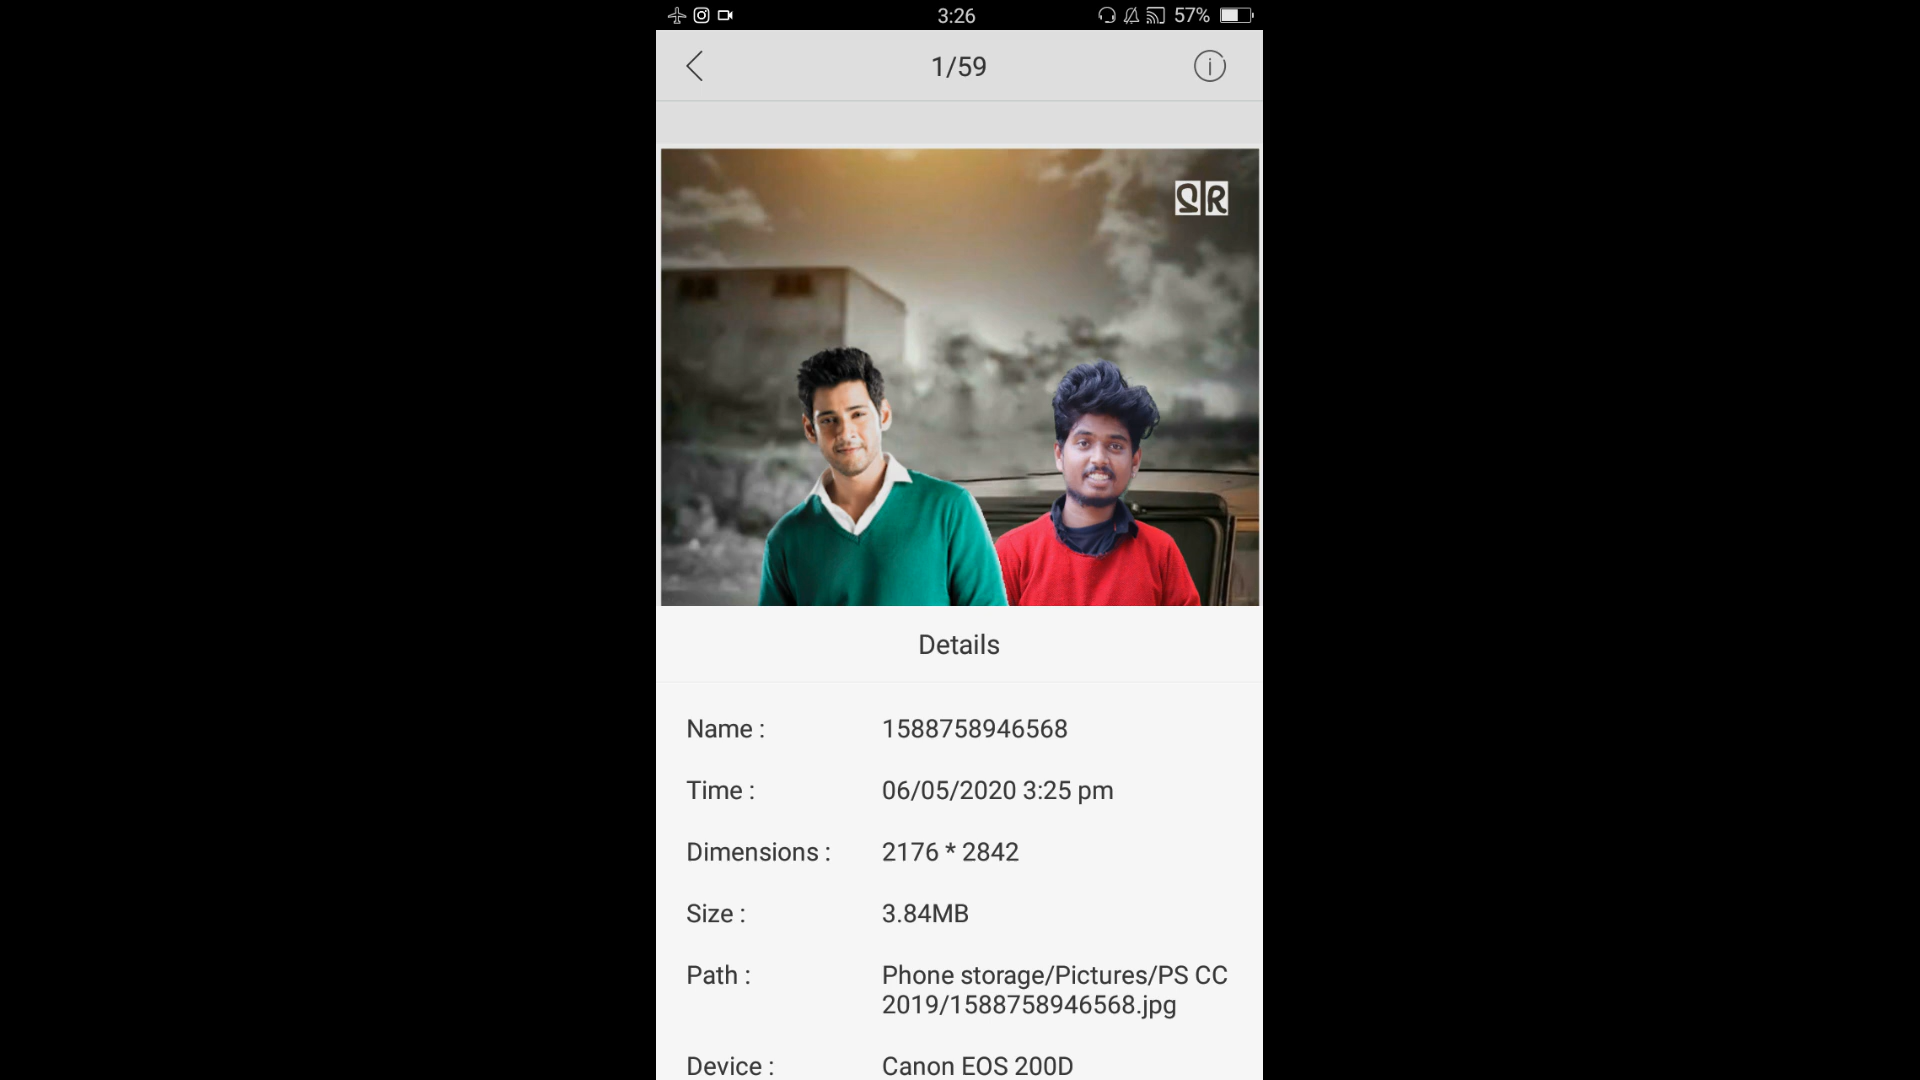 3:26
57%
1/59
SR
Details
Name : 1588758946568
Time : 06/05/2020 3:25 pm
Dimensions : 2176 * 2842
Size : 3.84MB
Path : Phone storage/Pictures/PS CC
2019/1588758946568.jpg
Device : Canon EOS 200D